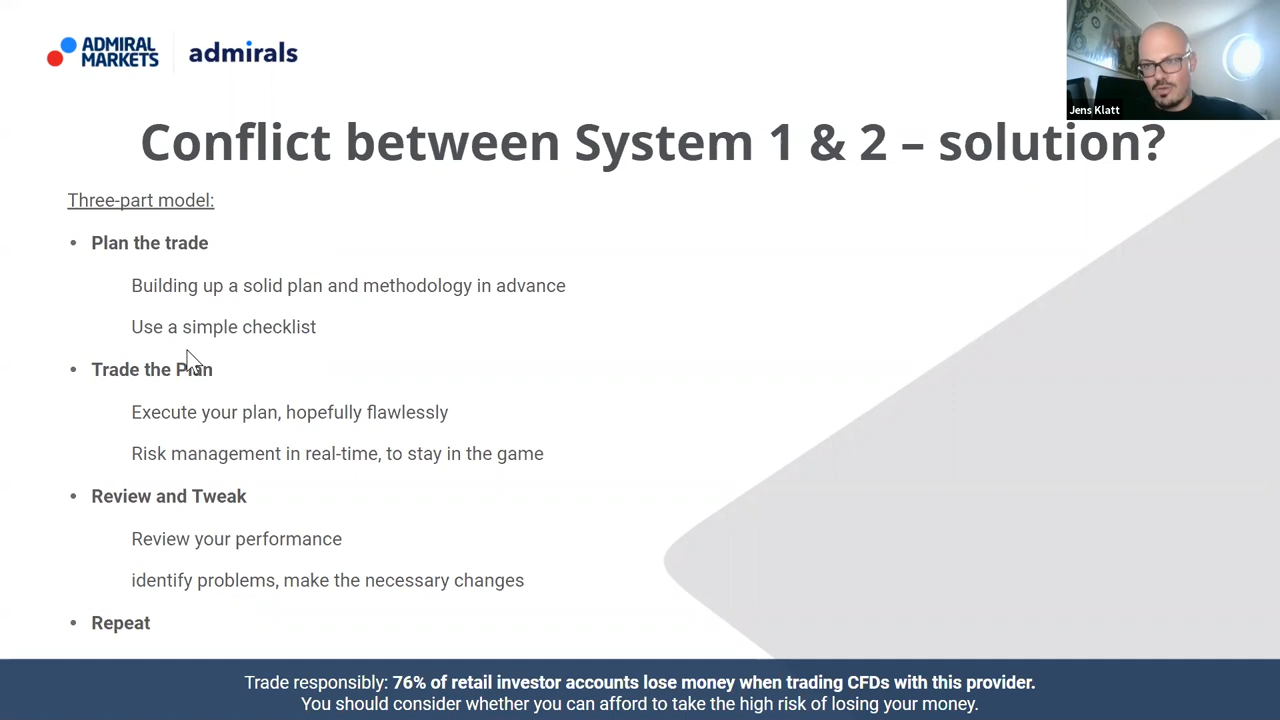 ADMIRAL
MARKETS
admirals
Jens Klatt
Conflict between System 1 & 2 – solution?
Three-part model:
• Plan the trade
Building up a solid plan and methodology in advance
Use a simple checklist
• Trade the Plan
Execute your plan, hopefully flawlessly
Risk management in real-time, to stay in the game
• Review and Tweak
Review your performance
identify problems, make the necessary changes
• Repeat
Trade responsibly: 76% of retail investor accounts lose money when trading CFDs with this provider.
You should consider whether you can afford to take the high risk of losing your money.